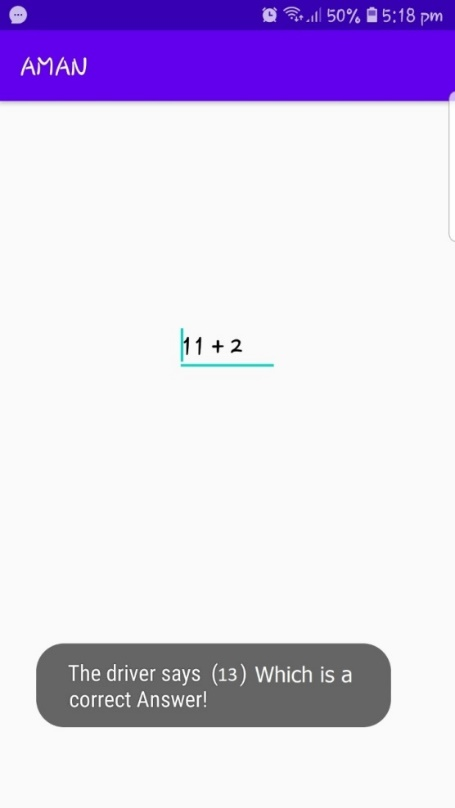 50% 5:18 pm
AMAN
11 + 2
The driver says (13) Which is a
correct Answer!